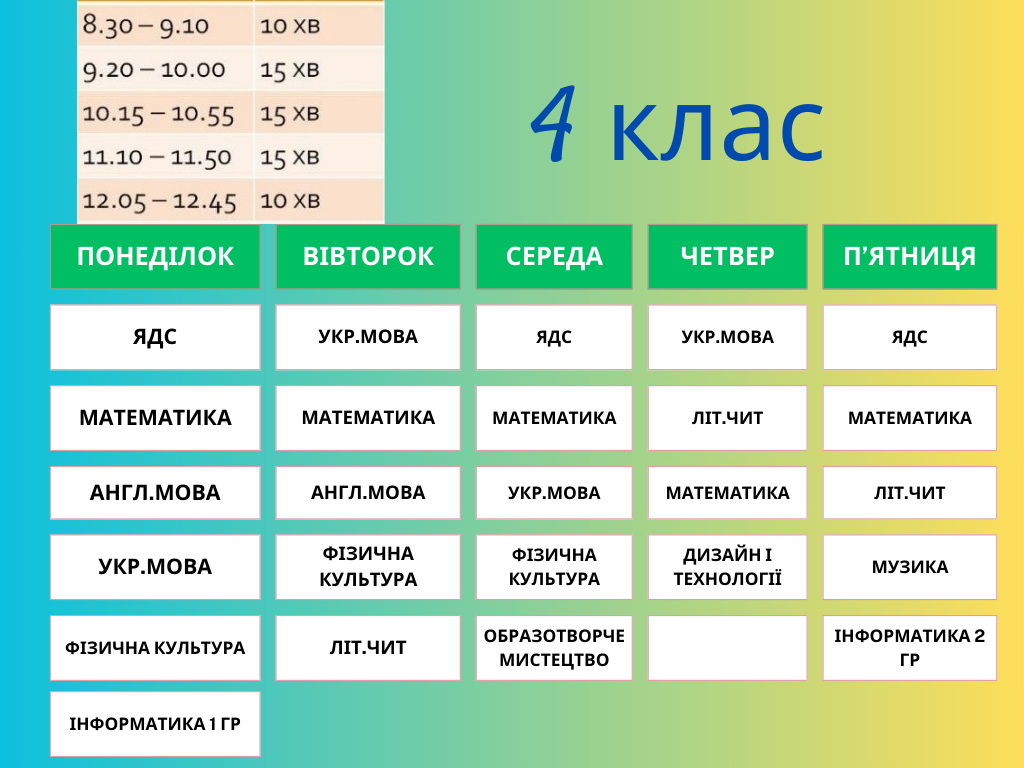 8.30 – 9.10 10 хв
9.20 – 10.00 15 хв
10.15 – 10.55 15 хв
11.10 – 11.50 15 хв
12.05 – 12.45 10 хв
4 клас
ПОНЕДІЛОК ВІВТОРОК СЕРЕДА ЧЕТВЕР П’ЯТНИЦЯ
ЯДС УКР.МОВА ЯДС УКР.МОВА ЯДС
МАТЕМАТИКА МАТЕМАТИКА МАТЕМАТИКА ЛІТ.ЧИТ МАТЕМАТИКА
АНГЛ.МОВА АНГЛ.МОВА УКР.МОВА МАТЕМАТИКА ЛІТ.ЧИТ
УКР.МОВА
ФІЗИЧНА
КУЛЬТУРА
ФІЗИЧНА
КУЛЬТУРА
ДИЗАЙН І
ТЕХНОЛОГІЇ
МУЗИКА
ФІЗИЧНА КУЛЬТУРА
ЛІТ.ЧИТ
ОБРАЗОТВОРЧЕ
МИСТЕЦТВО
ІНФОРМАТИКА 2
ГР
ІНФОРМАТИКА 1 ГР